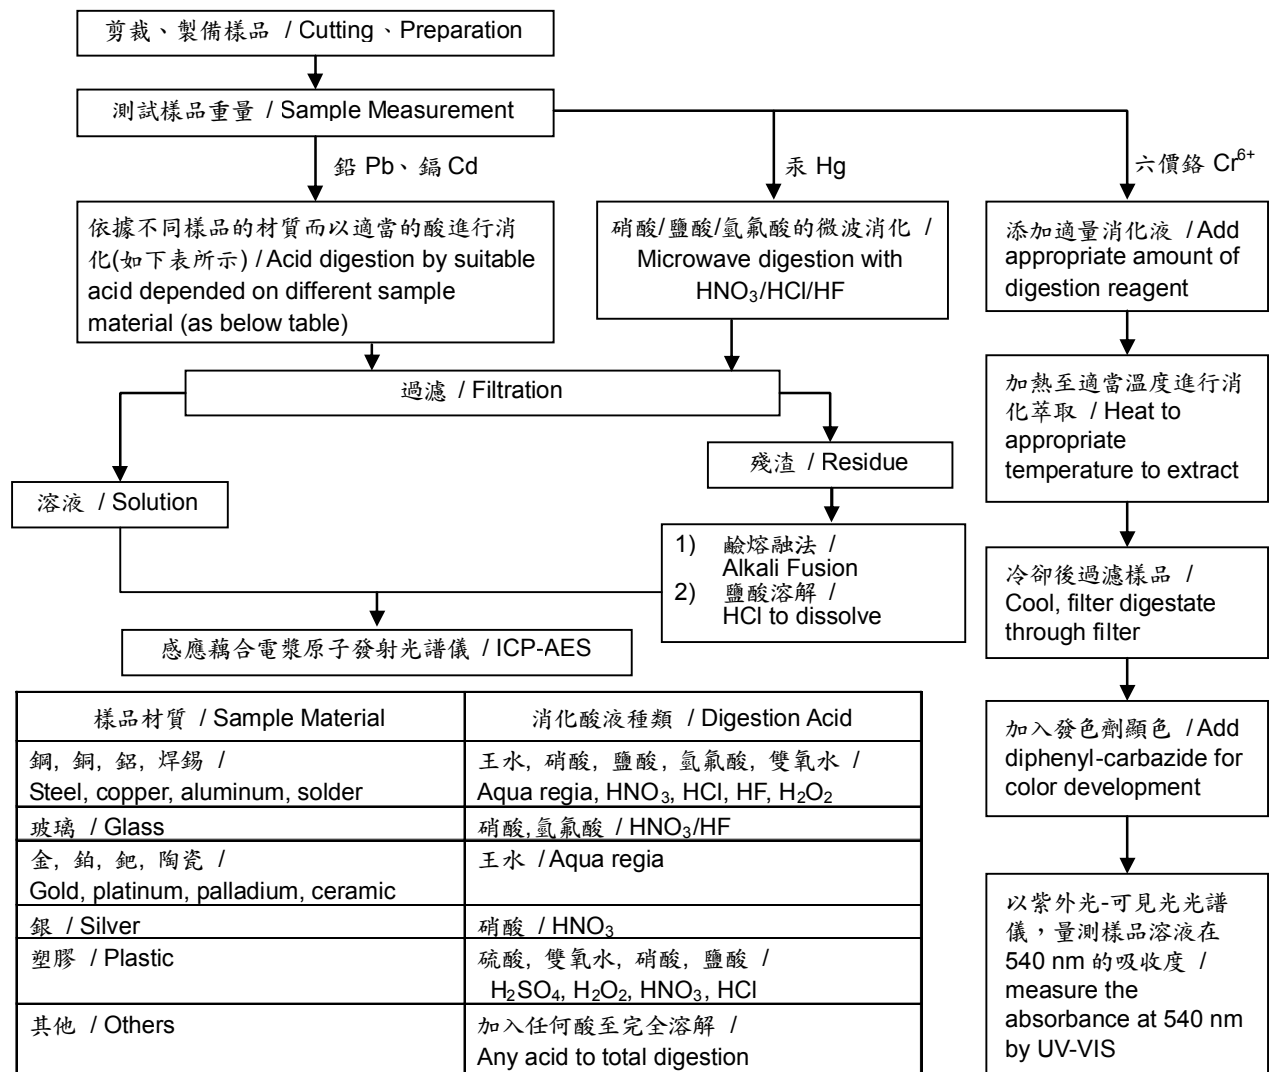 剪裁、製備樣品 / Cutting、Preparation
測試樣品重量 / Sample Measurement
鉛 Pb、鎘 Cd
汞 Hg
六價鉻 Cr⁶⁺
依據不同樣品的材質而以適當的酸進行消
化(如下表所示) / Acid digestion by suitable
acid depended on different sample
material (as below table)
硝酸/鹽酸/氫氟酸的微波消化 /
Microwave digestion with
HNO₃/HCl/HF
添加適量消化液 / Add
appropriate amount of
digestion reagent
過濾 / Filtration
加熱至適當溫度進行消
化萃取 / Heat to
appropriate
temperature to extract
溶液 / Solution
殘渣 / Residue
1) 鹼熔融法 /
Alkali Fusion
2) 鹽酸溶解 /
HCl to dissolve
冷卻後過濾樣品 /
Cool, filter digestate
through filter
感應藕合電漿原子發射光譜儀 / ICP-AES
加入發色劑顯色 / Add
diphenyl-carbazide for
color development
以紫外光-可見光光譜
儀，量測樣品溶液在
540 nm 的吸收度 /
measure the
absorbance at 540 nm
by UV-VIS
樣品材質 / Sample Material
消化酸液種類 / Digestion Acid
鋼, 銅, 鋁, 焊錫 /
Steel, copper, aluminum, solder
王水, 硝酸, 鹽酸, 氫氟酸, 雙氧水 /
Aqua regia, HNO₃, HCl, HF, H₂O₂
玻璃 / Glass
硝酸,氫氟酸 / HNO₃/HF
金, 鉑, 鈀, 陶瓷 /
Gold, platinum, palladium, ceramic
王水 / Aqua regia
銀 / Silver
硝酸 / HNO₃
塑膠 / Plastic
硫酸, 雙氧水, 硝酸, 鹽酸 /
H₂SO₄, H₂O₂, HNO₃, HCl
其他 / Others
加入任何酸至完全溶解 /
Any acid to total digestion